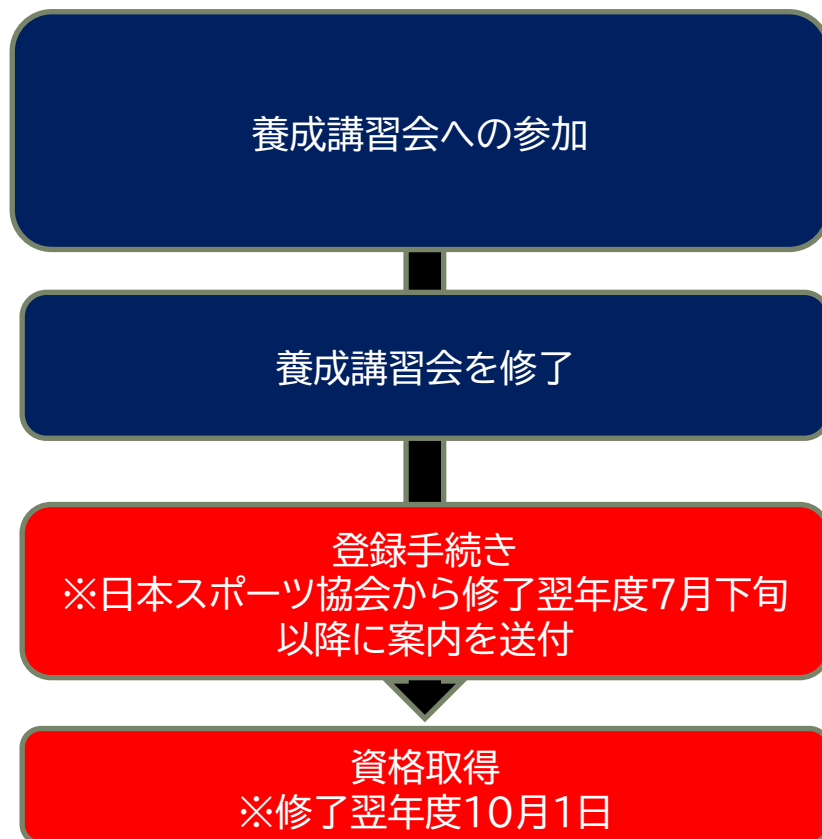 養成講習会への参加
養成講習会を修了
登録手続き
※日本スポーツ協会から修了翌年度7月下旬
以降に案内を送付
資格取得
※修了翌年度10月1日